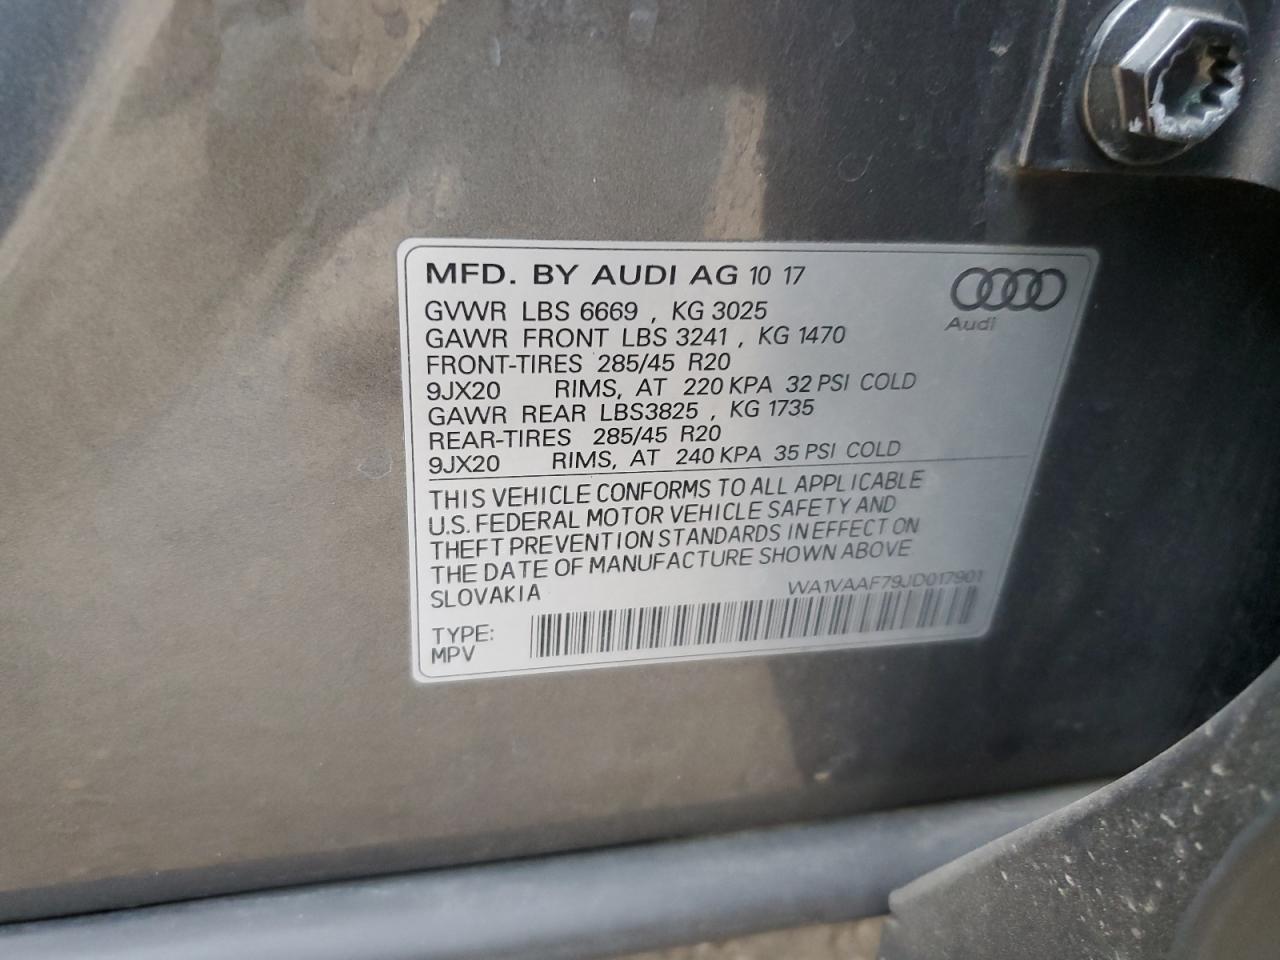 MFD. BY AUDI AG 10 17
Audi
GVWR LBS 6669 , KG 3025
GAWR FRONT LBS 3241 , KG 1470
FRONT-TIRES 285/45 R20
9JX20 RIMS, AT 220 KPA 32 PSI COLD
GAWR REAR LBS3825 , KG 1735
REAR-TIRES 285/45 R20
9JX20 RIMS, AT 240 KPA 35 PSI COLD
THIS VEHICLE CONFORMS TO ALL APPLICABLE
U.S. FEDERAL MOTOR VEHICLE SAFETY AND
THEFT PREVENTION STANDARDS IN EFFECT ON
THE DATE OF MANUFACTURE SHOWN ABOVE
SLOVAKIA
WA1VAAF79JD017901
TYPE:
MPV